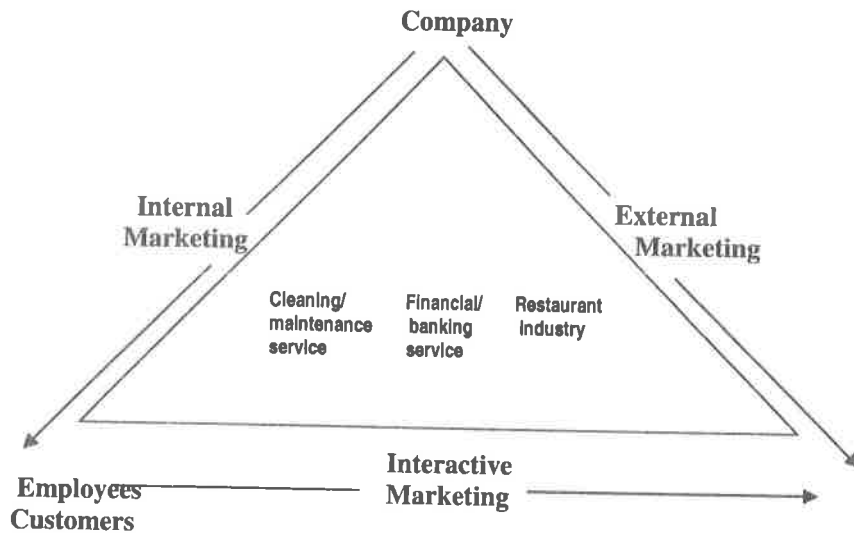 Company
Internal
Marketing
External
Marketing
Cleaning/
maintenance
service
Financial/
banking
service
Restaurant
industry
Interactive
Marketing
Employees
Customers